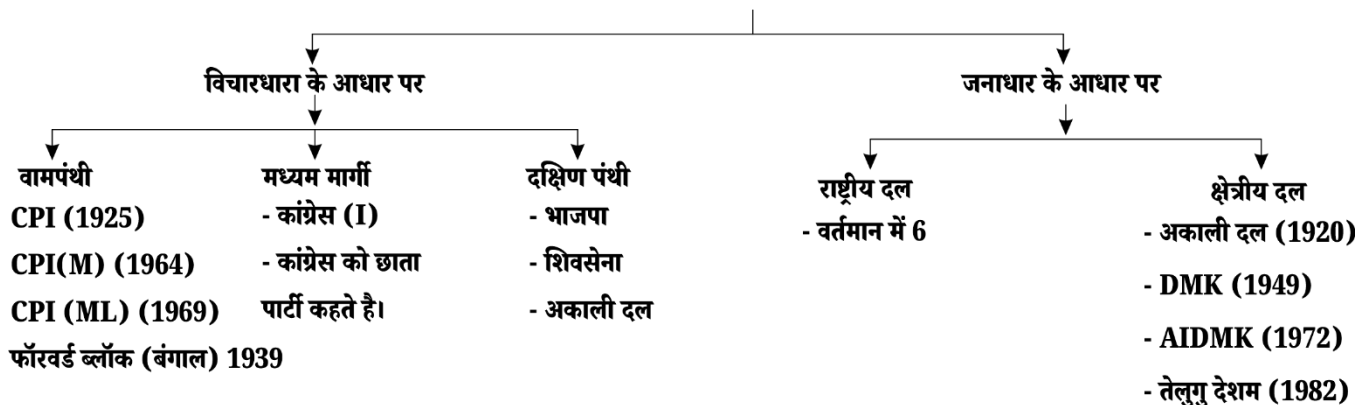 विचारधारा के आधार पर
जनाधार के आधार पर
वामपंथी
CPI (1925)
CPI(M) (1964)
CPI (ML) (1969)
फॉरवर्ड ब्लॉक (बंगाल) 1939
मध्यम मार्गी
- कांग्रेस (I)
- कांग्रेस को छाता
पार्टी कहते है।
दक्षिण पंथी
- भाजपा
- शिवसेना
- अकाली दल
राष्ट्रीय दल
- वर्तमान में 6
क्षेत्रीय दल
- अकाली दल (1920)
- DMK (1949)
- AIDMK (1972)
- तेलुगु देशम (1982)